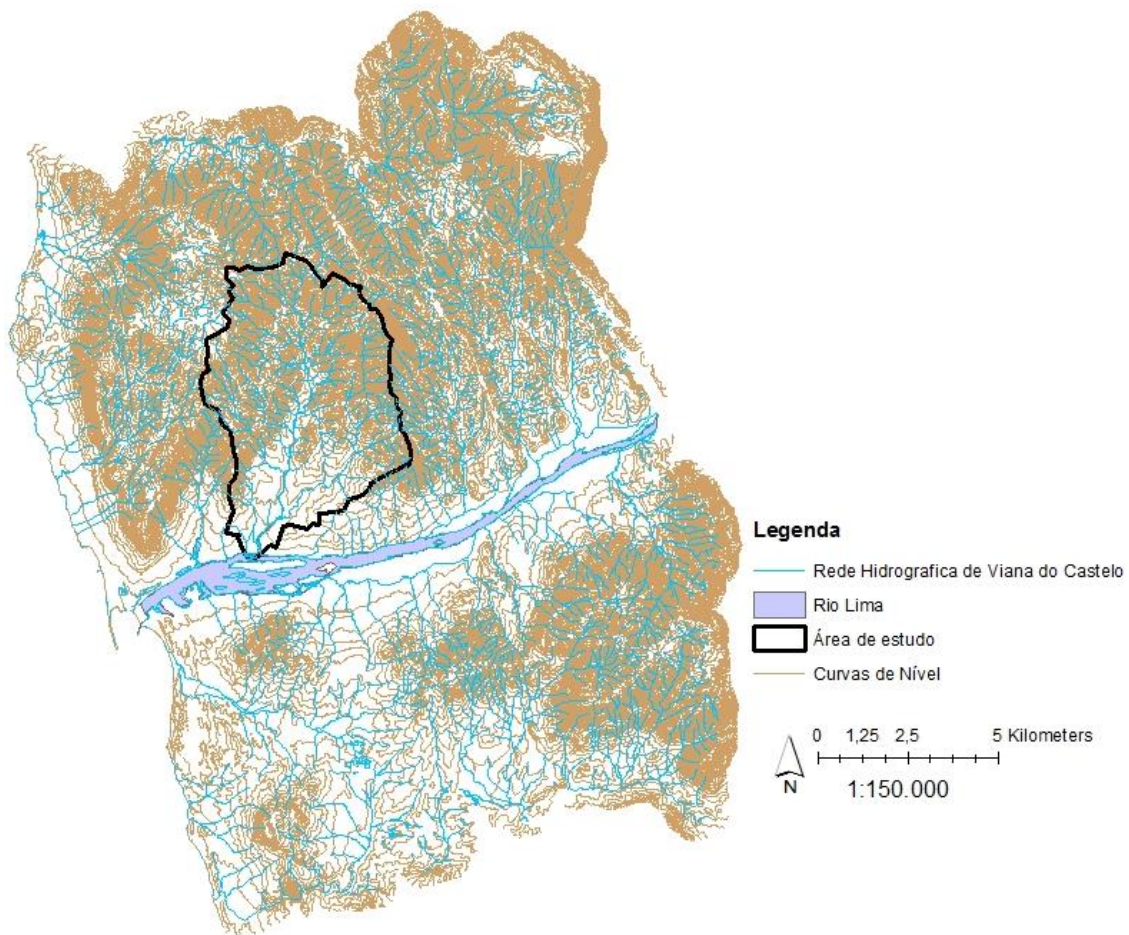 Legenda
Rede Hidrografica de Viana do Castelo
Rio Lima
Área de estudo
Curvas de Nível
0 1,25 2,5 5 Kilometers
N
1:150.000